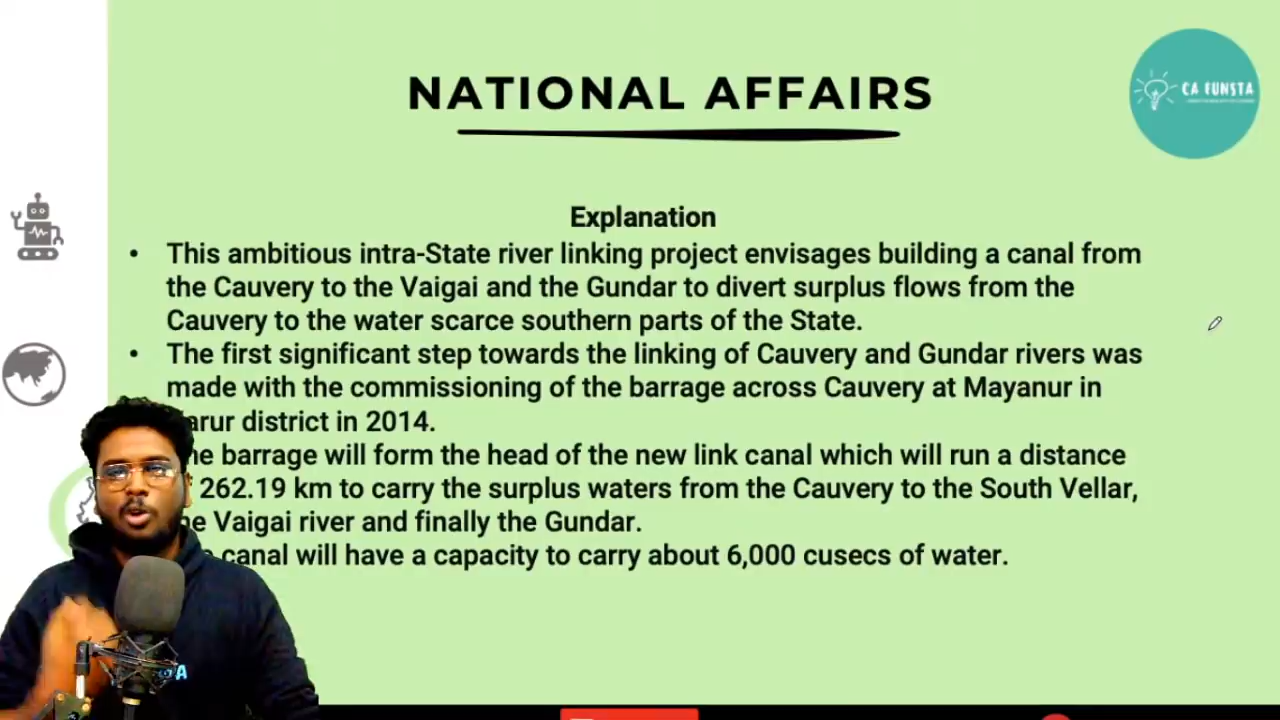 NATIONAL AFFAIRS
CA FUNSTA
Explanation
• This ambitious intra-State river linking project envisages building a canal from
the Cauvery to the Vaigai and the Gundar to divert surplus flows from the
Cauvery to the water scarce southern parts of the State.
• The first significant step towards the linking of Cauvery and Gundar rivers was
made with the commissioning of the barrage across Cauvery at Mayanur in
arur district in 2014.
he barrage will form the head of the new link canal which will run a distance
262.19 km to carry the surplus waters from the Cauvery to the South Vellar,
he Vaigai river and finally the Gundar.
canal will have a capacity to carry about 6,000 cusecs of water.